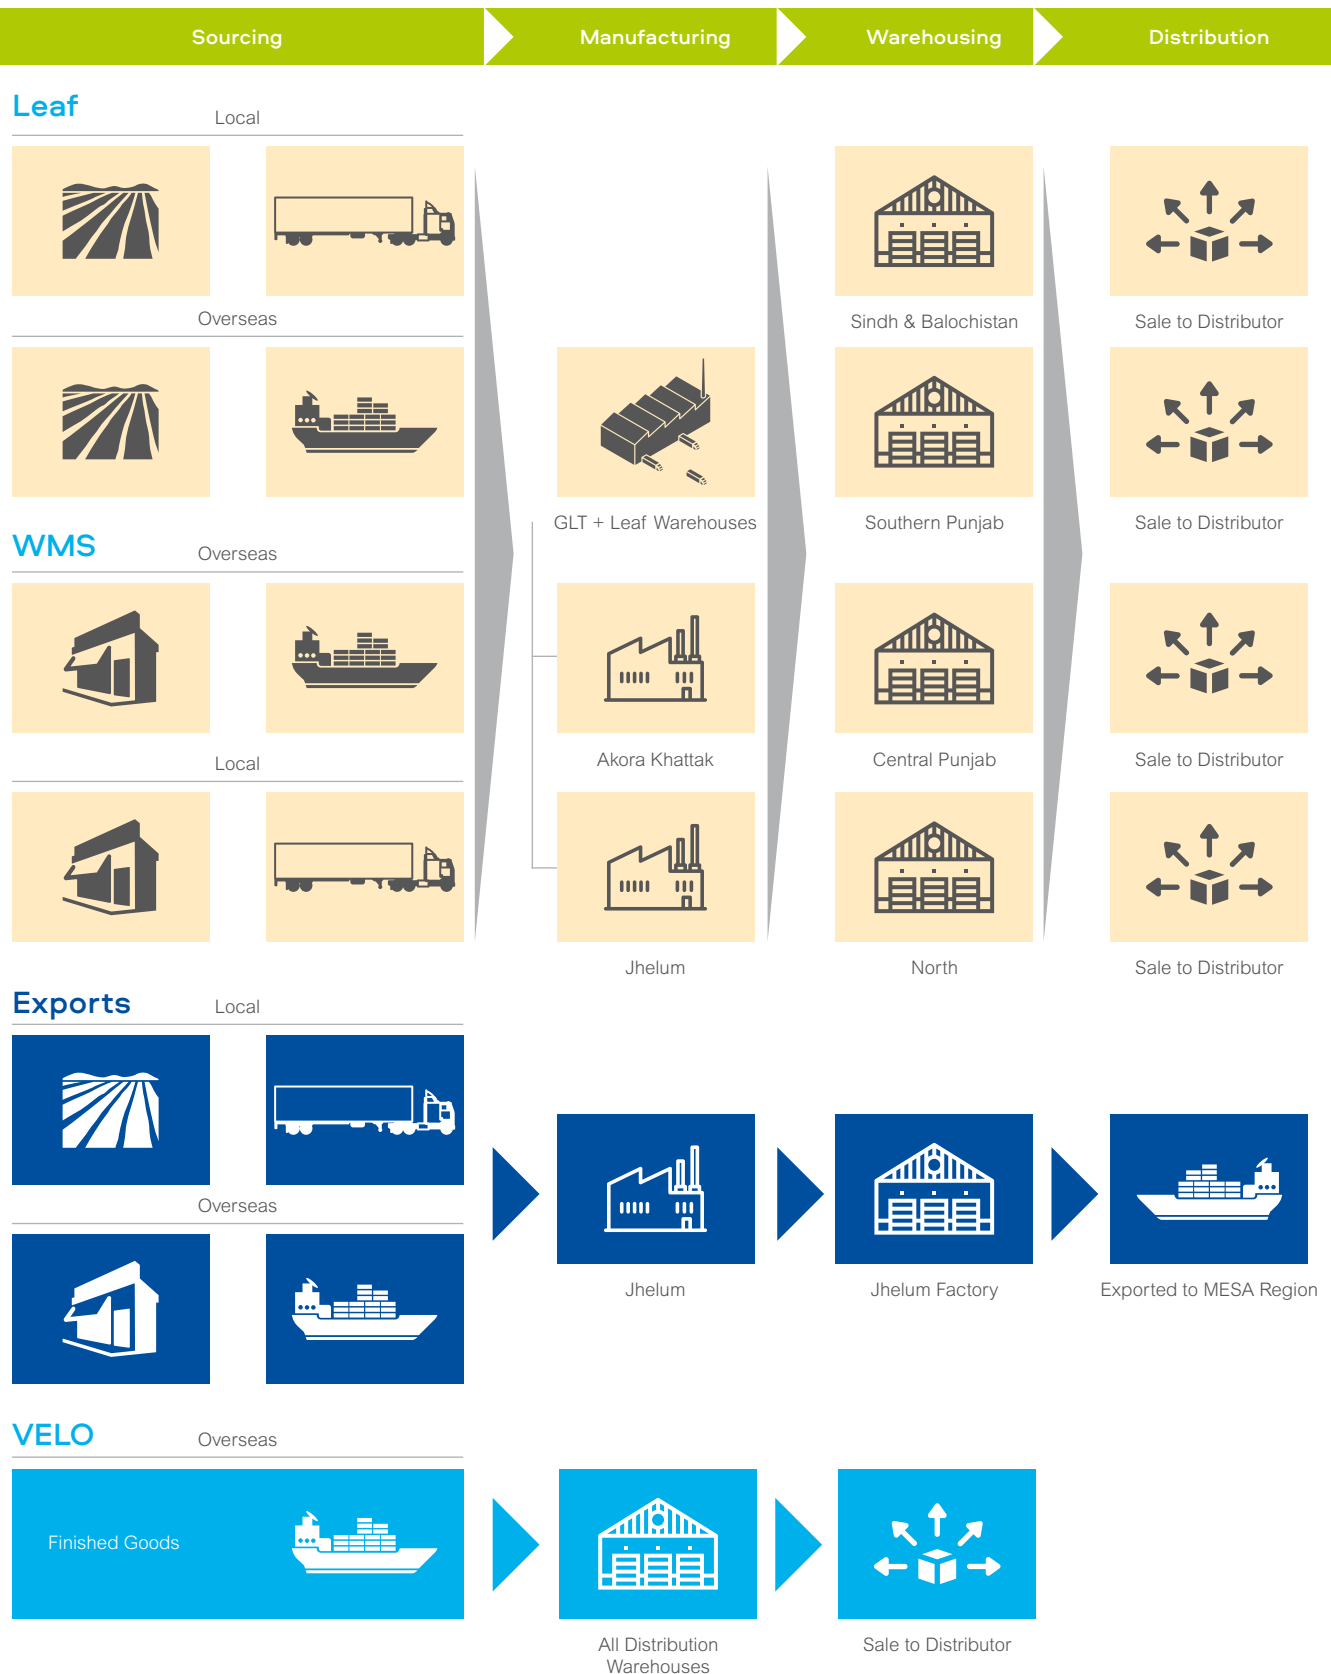 Sourcing
Manufacturing
Warehousing
Distribution
Leaf
Local
Overseas
Sindh & Balochistan
Sale to Distributor
GLT + Leaf Warehouses
Southern Punjab
Sale to Distributor
WMS
Overseas
Local
Akora Khattak
Central Punjab
Sale to Distributor
Jhelum
North
Sale to Distributor
Exports
Local
Overseas
Jhelum
Jhelum Factory
Exported to MESA Region
VELO
Overseas
Finished Goods
All Distribution
Warehouses
Sale to Distributor